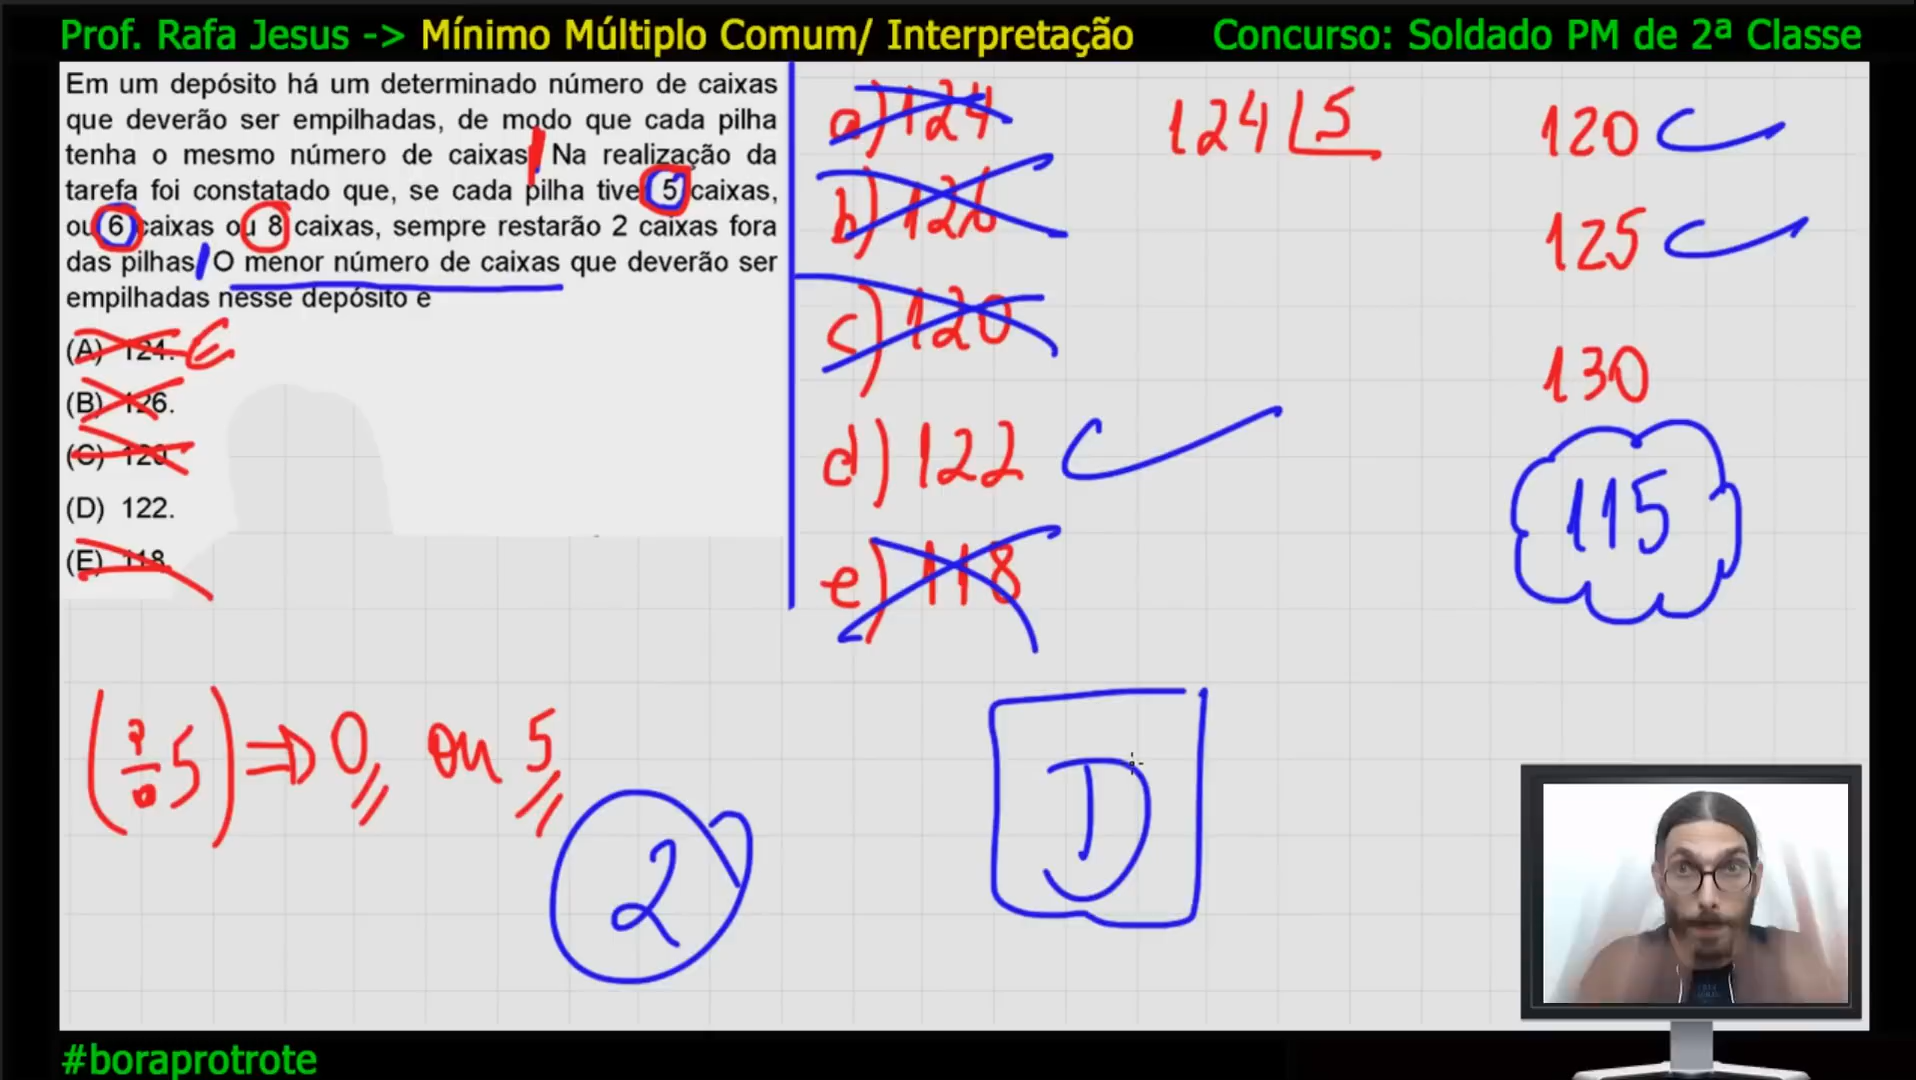 Prof. Rafa Jesus -> Mínimo Múltiplo Comum/ Interpretação Concurso: Soldado PM de 2ª Classe
Em um depósito há um determinado número de caixas
que deverão ser empilhadas, de modo que cada pilha
tenha o mesmo número de caixas Na realização da
tarefa foi constatado que, se cada pilha tive 5 caixas,
ou 6 caixas ou 8 caixas, sempre restarão 2 caixas fora
das pilhas O menor número de caixas que deverão ser
empilhadas nesse depósito e
(A) 124. E
(B) 126.
(C) 120.
(D) 122.
(E) 118.
a) 124
b) 126
c) 120
d) 122
e) 118
124 5
120
125
130
115
(÷5) ⇒ 0 ou 5
2
D
#boraprotrote